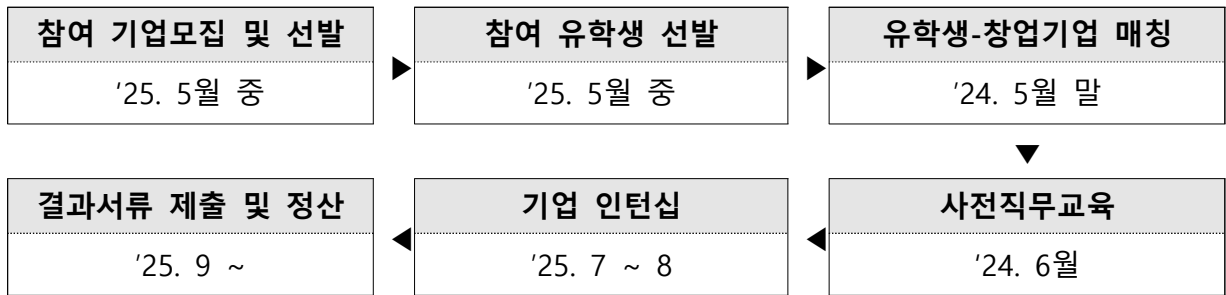 참여 기업모집 및 선발
'25. 5월 중
▶
참여 유학생 선발
'25. 5월 중
▶
유학생-창업기업 매칭
'24. 5월 말
▼
사전직무교육
'24. 6월
◀
기업 인턴십
'25. 7 ~ 8
◀
결과서류 제출 및 정산
'25. 9 ~